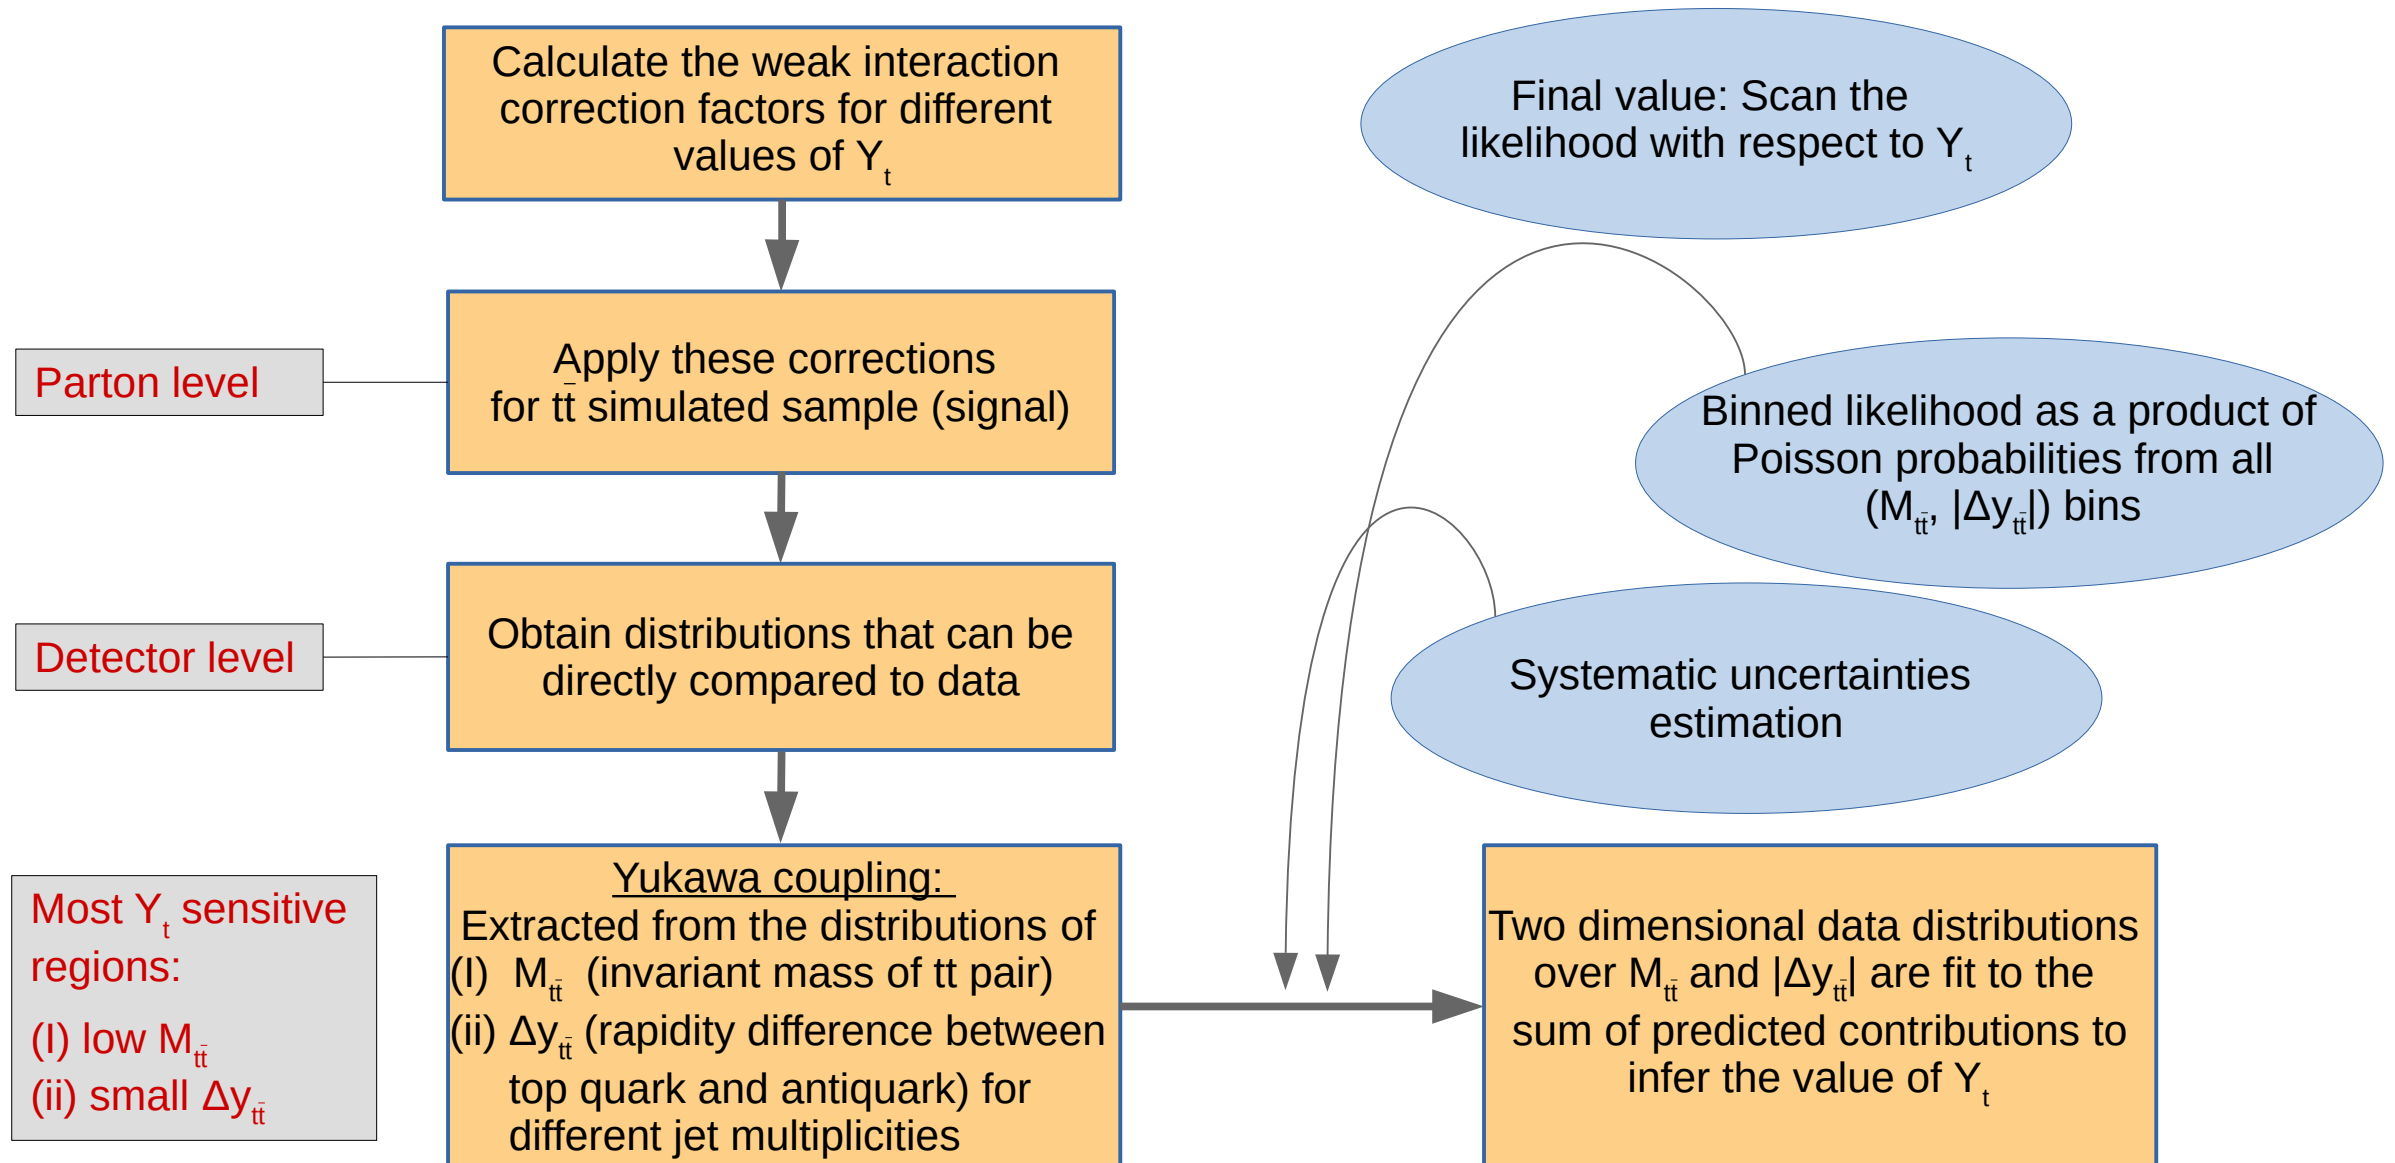 Calculate the weak interaction
correction factors for different
values of Yt
Final value: Scan the
likelihood with respect to Yt
Parton level
Apply these corrections
for tt̄ simulated sample (signal)
Binned likelihood as a product of
Poisson probabilities from all
(Mtt̄, |Δytt̄|) bins
Detector level
Obtain distributions that can be
directly compared to data
Systematic uncertainties
estimation
Most Yt sensitive
regions:
(I) low Mtt̄
(ii) small Δytt̄
Yukawa coupling:
Extracted from the distributions of
(I) Mtt̄ (invariant mass of tt pair)
(ii) Δytt̄ (rapidity difference between
top quark and antiquark) for
different jet multiplicities
Two dimensional data distributions
over Mtt̄ and |Δytt̄| are fit to the
sum of predicted contributions to
infer the value of Yt